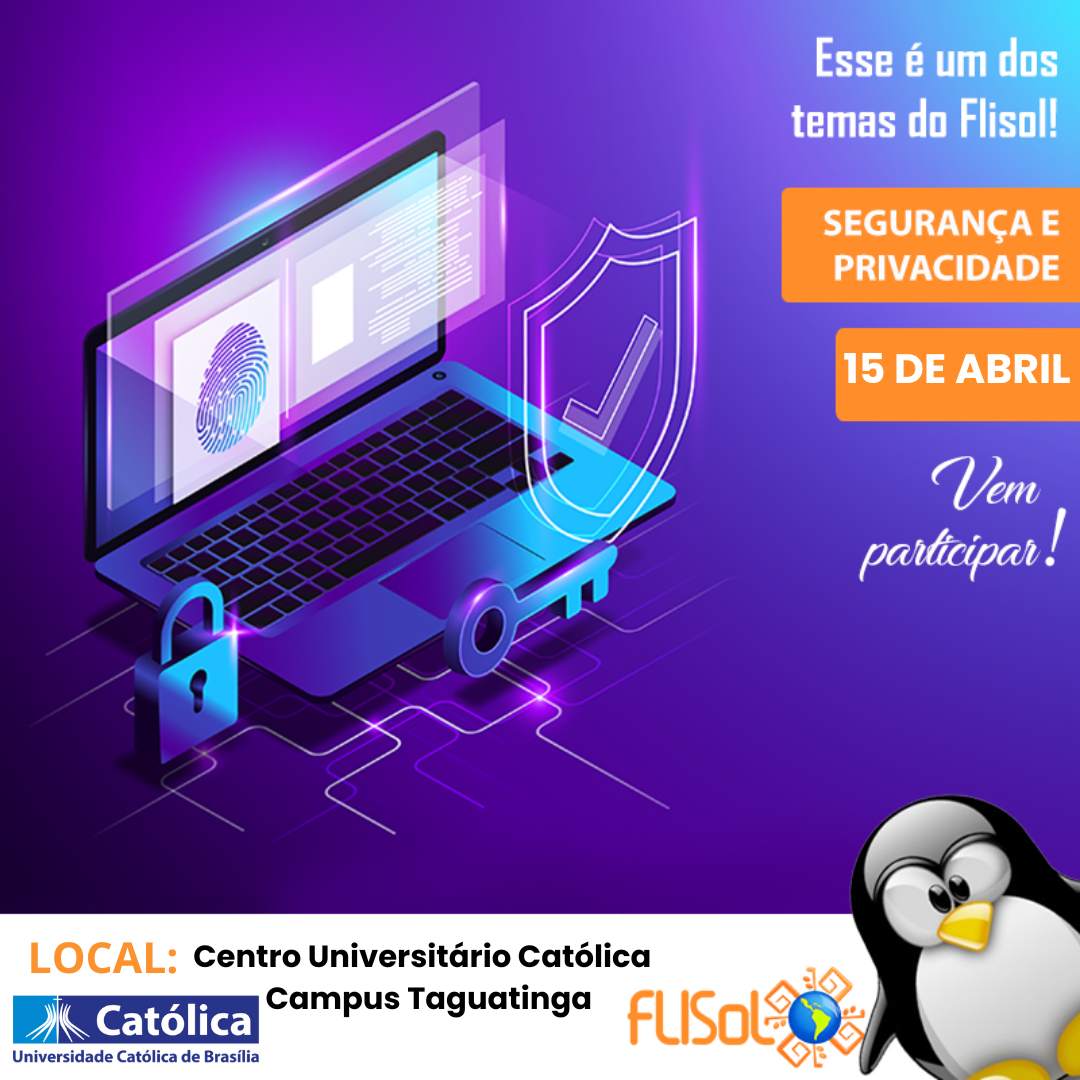 Esse é um dos
temas do Flisol!
SEGURANÇA E
PRIVACIDADE
15 DE ABRIL
Vem
participar!
LOCAL: Centro Universitário Católica
Campus Taguatinga
Católica
Universidade Católica de Brasília
FLISol